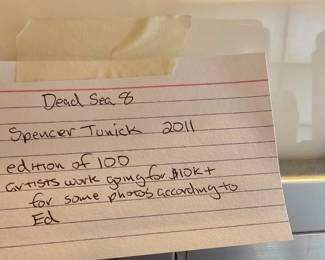 Dead Sea 8
Spencer Tunick 2011
edition of 100
artists work going for $10K+
for some photos according to
Ed